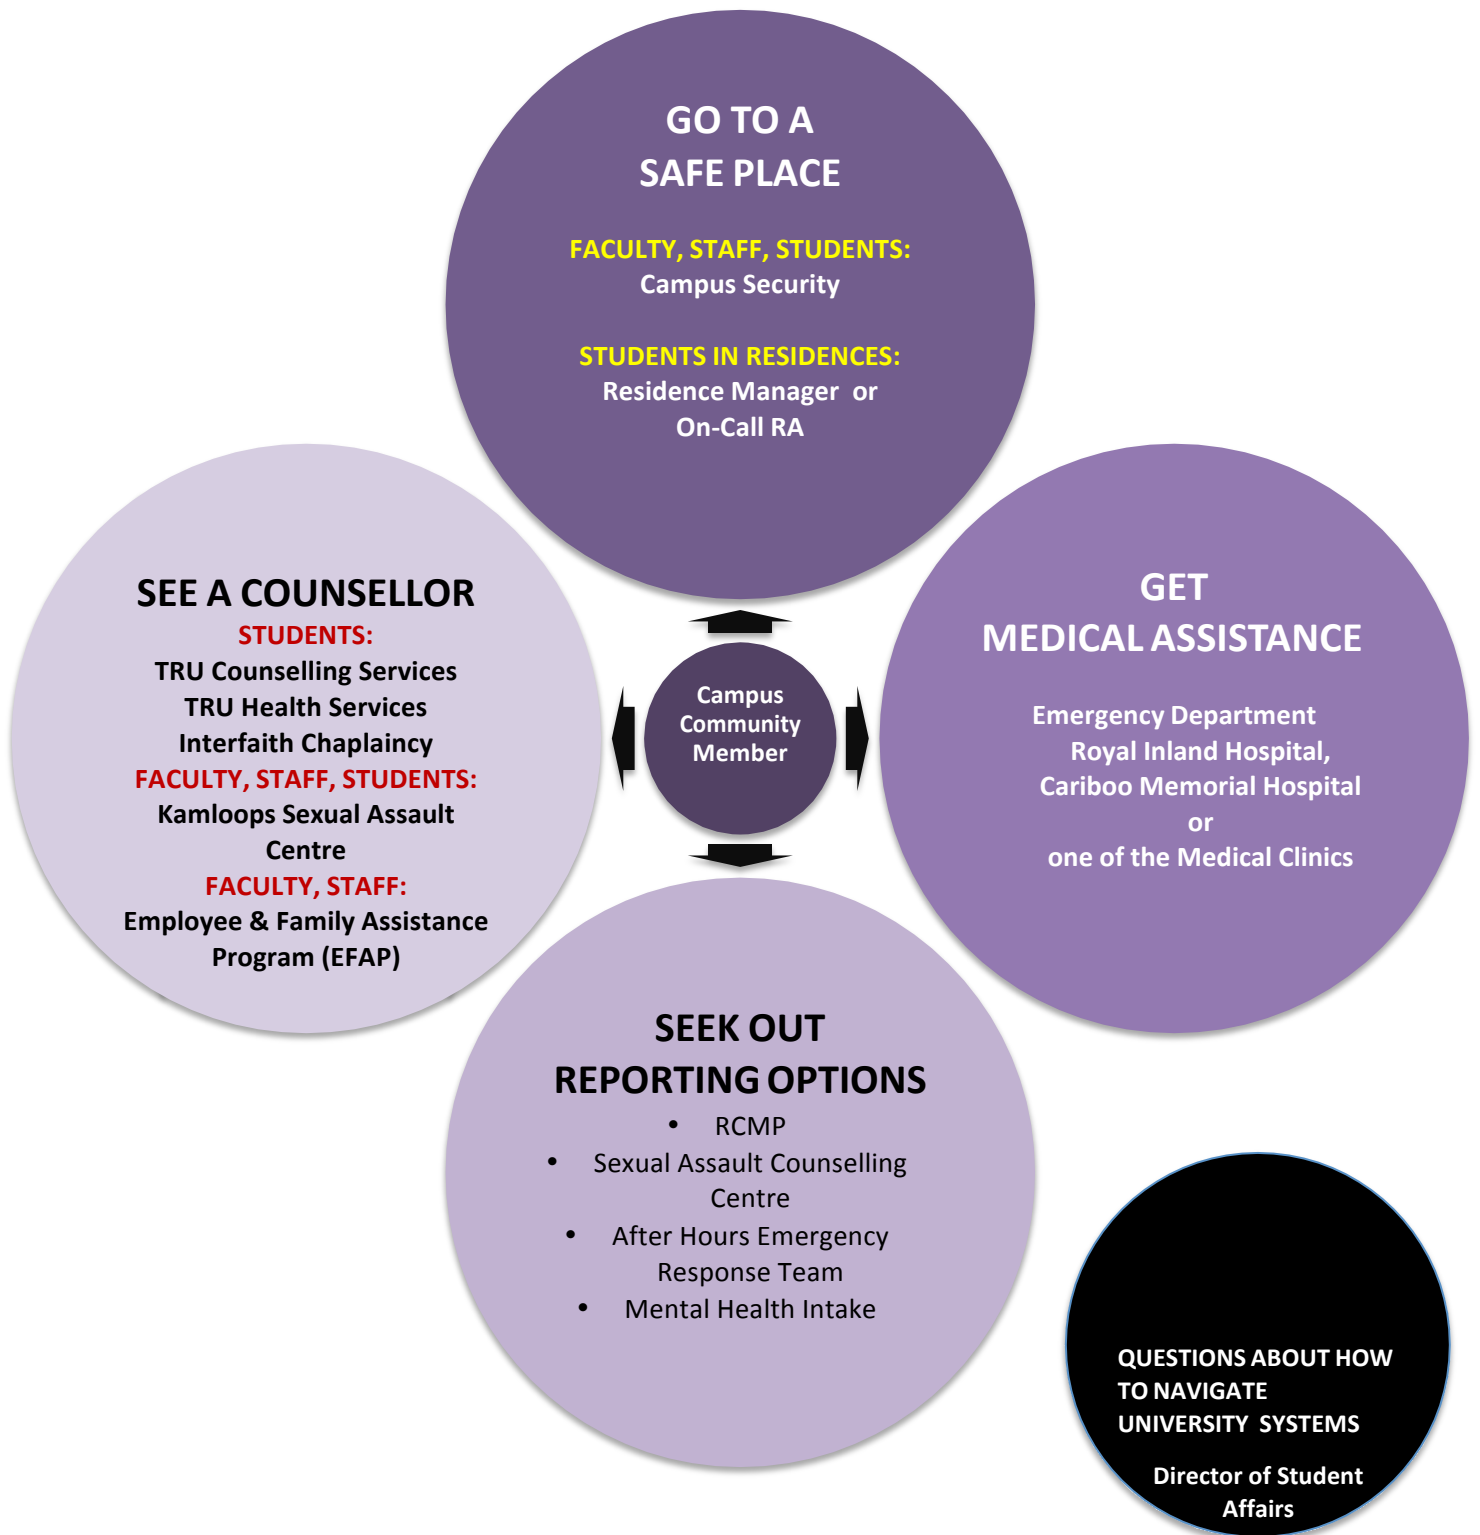 GO TO A
SAFE PLACE
FACULTY, STAFF, STUDENTS:
Campus Security
STUDENTS IN RESIDENCES:
Residence Manager or
On-Call RA
SEE A COUNSELLOR
STUDENTS:
TRU Counselling Services
TRU Health Services
Interfaith Chaplaincy
FACULTY, STAFF, STUDENTS:
Kamloops Sexual Assault
Centre
FACULTY, STAFF:
Employee & Family Assistance
Program (EFAP)
Campus
Community
Member
GET
MEDICAL ASSISTANCE
Emergency Department
Royal Inland Hospital,
Cariboo Memorial Hospital
or
one of the Medical Clinics
SEEK OUT
REPORTING OPTIONS
• RCMP
• Sexual Assault Counselling
Centre
• After Hours Emergency
Response Team
• Mental Health Intake
QUESTIONS ABOUT HOW
TO NAVIGATE
UNIVERSITY SYSTEMS
Director of Student
Affairs